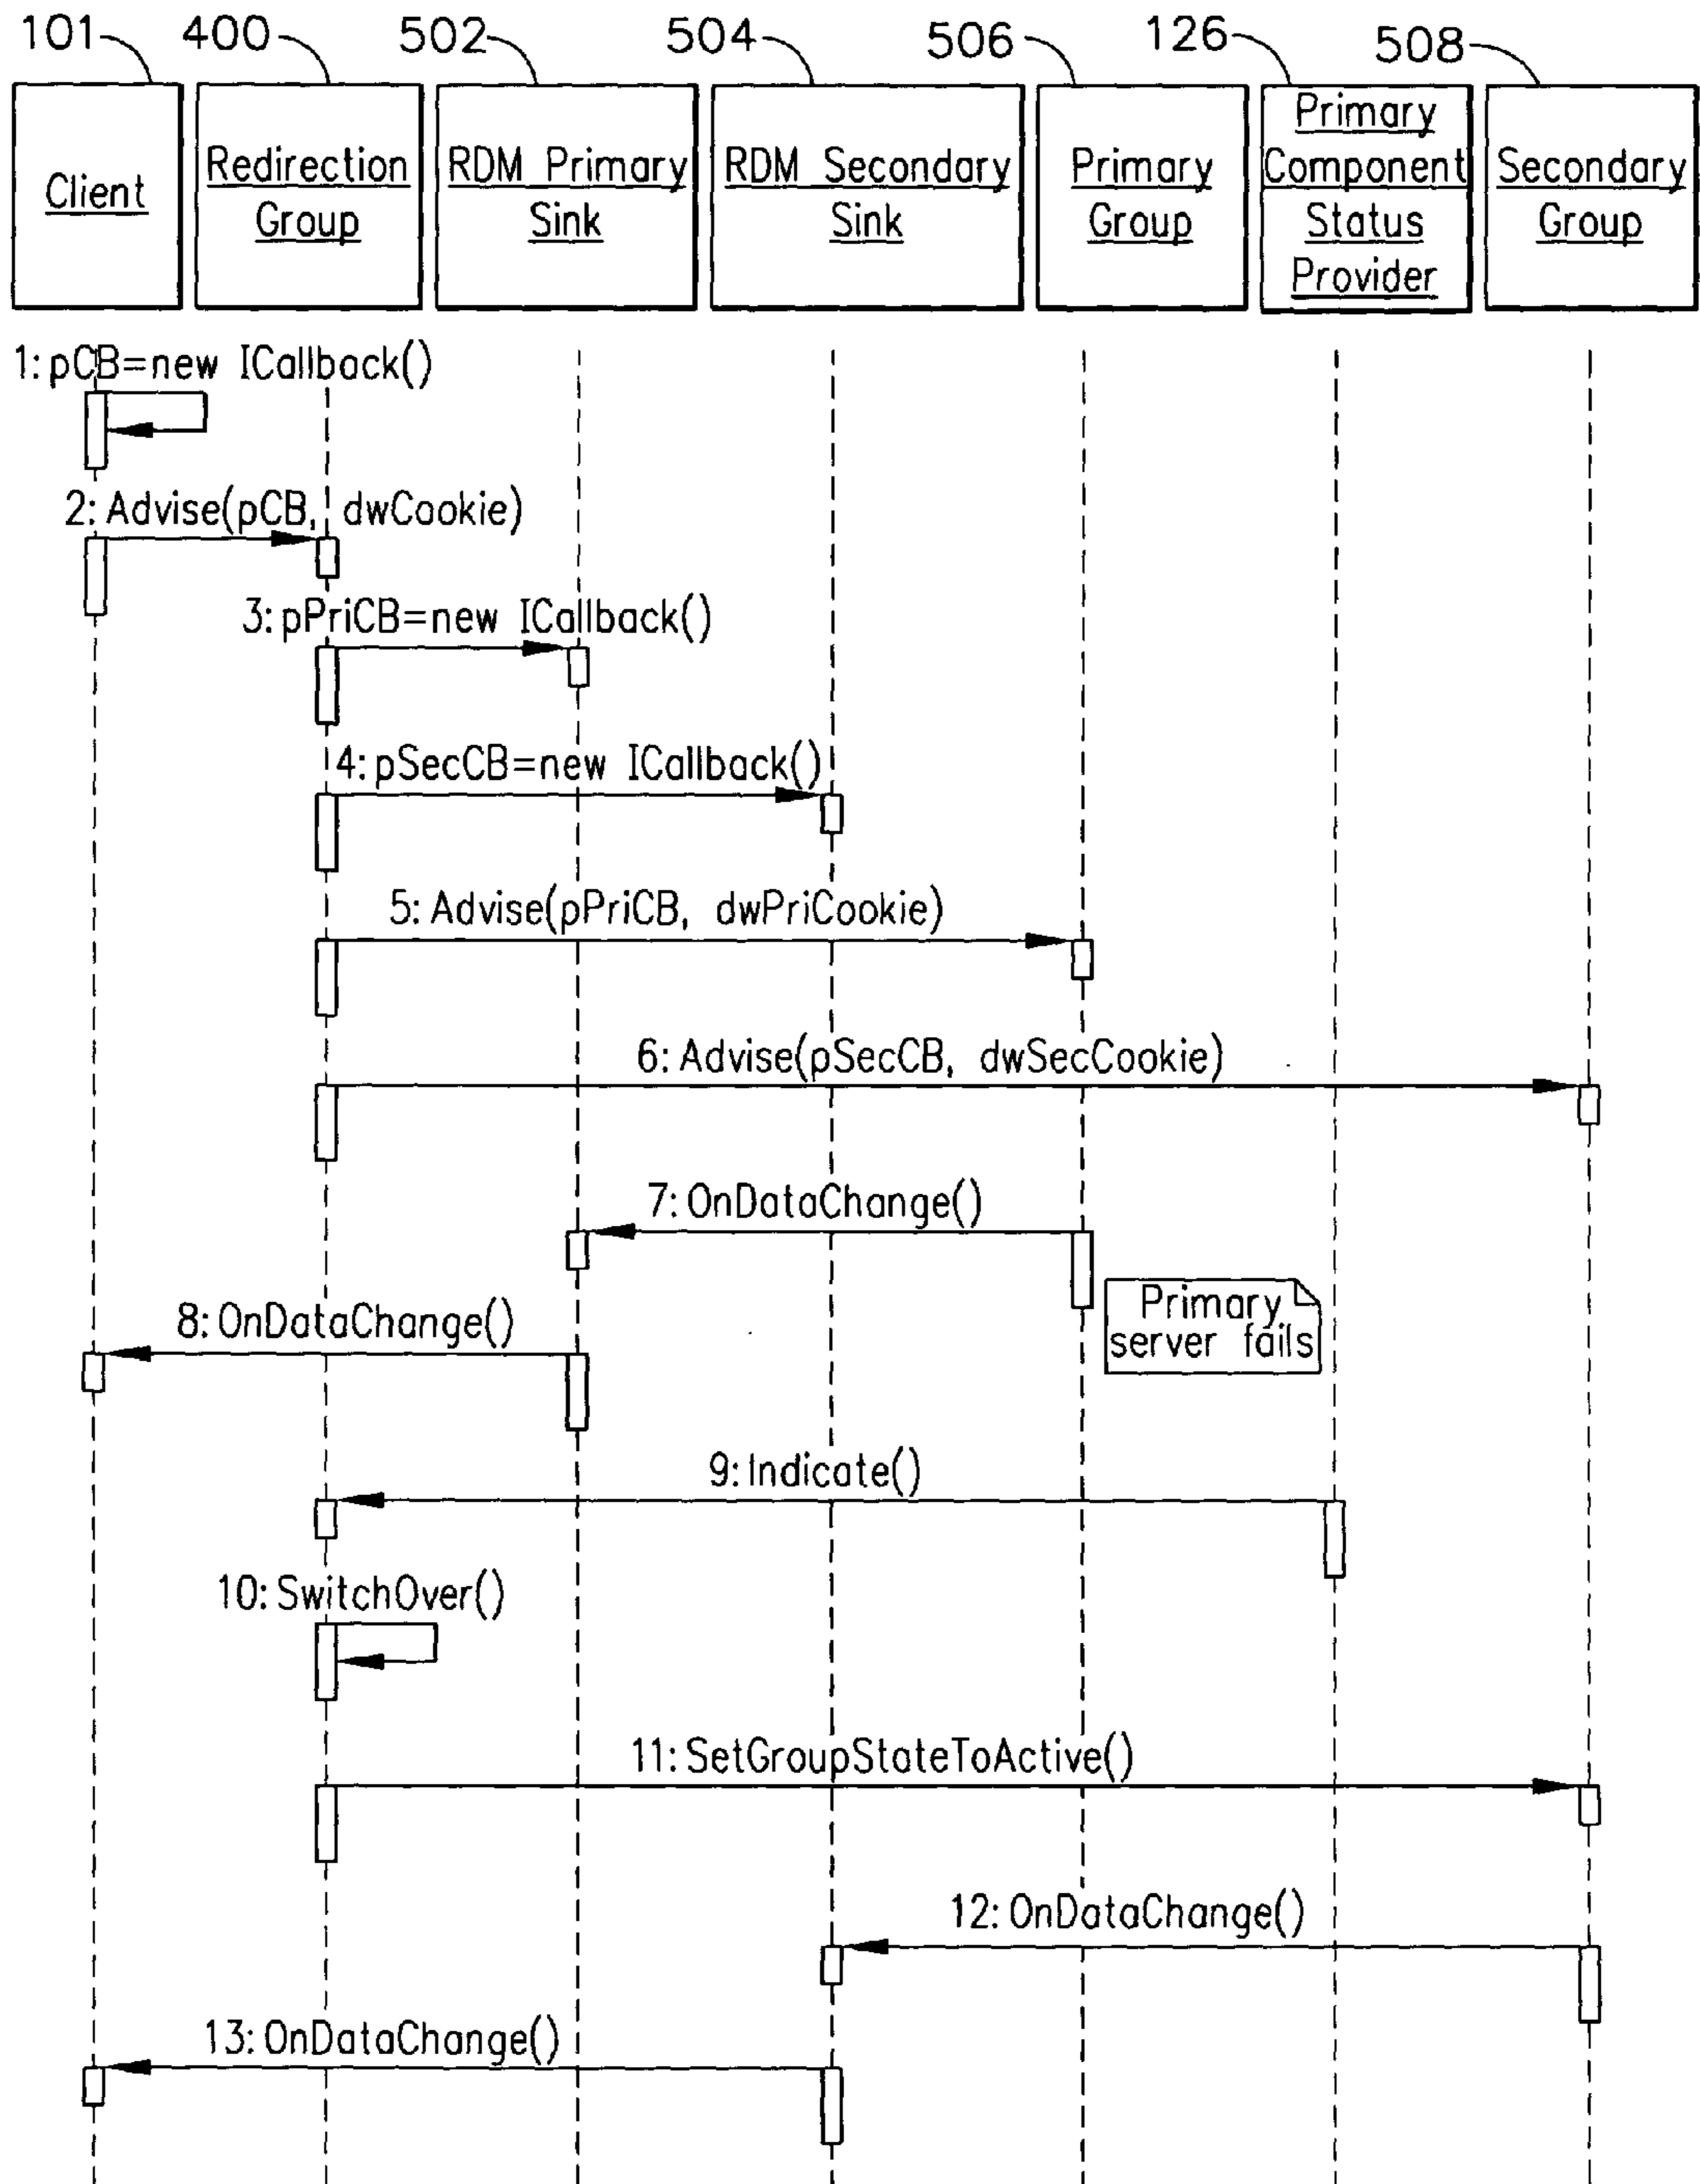 101 400 502 504 506 126 508
Client
Redirection
Group
RDM Primary
Sink
RDM Secondary
Sink
Primary
Group
Primary
Component
Status
Provider
Secondary
Group
1: pCB=new ICallback()
2: Advise(pCB, dwCookie)
3: pPriCB=new ICallback()
4: pSecCB=new ICallback()
5: Advise(pPriCB, dwPriCookie)
6: Advise(pSecCB, dwSecCookie)
7: OnDataChange()
Primary
server fails
8: OnDataChange()
9: Indicate()
10: SwitchOver()
11: SetGroupStateToActive()
12: OnDataChange()
13: OnDataChange()